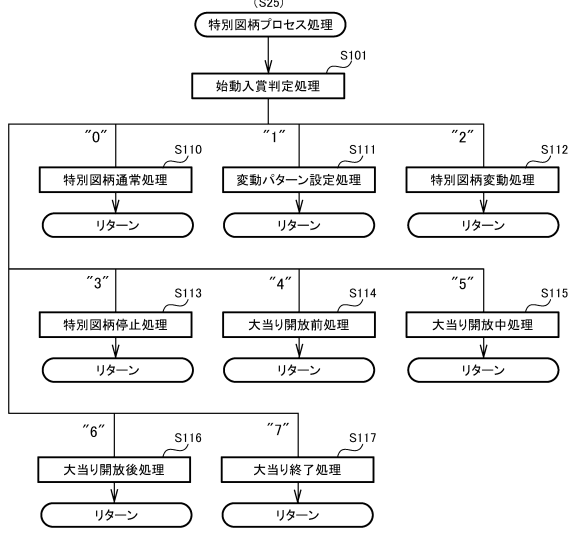 (S25)
特別図柄プロセス処理
S101
始動入賞判定処理
"0"
S110
"1"
S111
"2"
S112
特別図柄通常処理
変動パターン設定処理
特別図柄変動処理
リターン
リターン
リターン
"3"
S113
"4"
S114
"5"
S115
特別図柄停止処理
大当り開放前処理
大当り開放中処理
リターン
リターン
リターン
"6"
S116
"7"
S117
大当り開放後処理
大当り終了処理
リターン
リターン